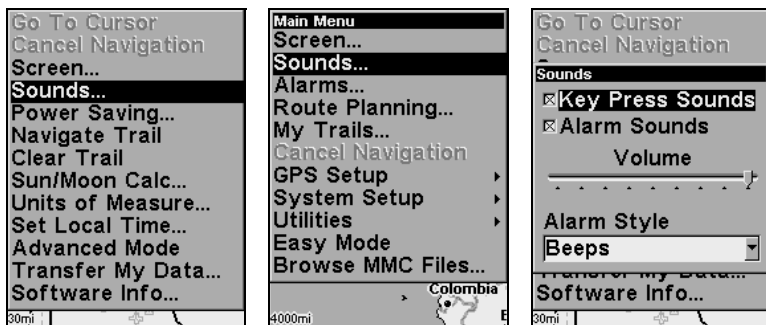 Go To Cursor
Cancel Navigation
Screen...
Sounds...
Power Saving...
Navigate Trail
Clear Trail
Sun/Moon Calc...
Units of Measure...
Set Local Time...
Advanced Mode
Transfer My Data...
Software Info...
30mi
Main Menu
Screen...
Sounds...
Alarms...
Route Planning...
My Trails...
Cancel Navigation
GPS Setup
System Setup
Utilities
Easy Mode
Browse MMC Files...
Colombia
4000mi
E
Go To Cursor
Cancel Navigation
Sounds
Key Press Sounds
Alarm Sounds
Volume
Alarm Style
Beeps
Transfer My Data...
Software Info...
30mi